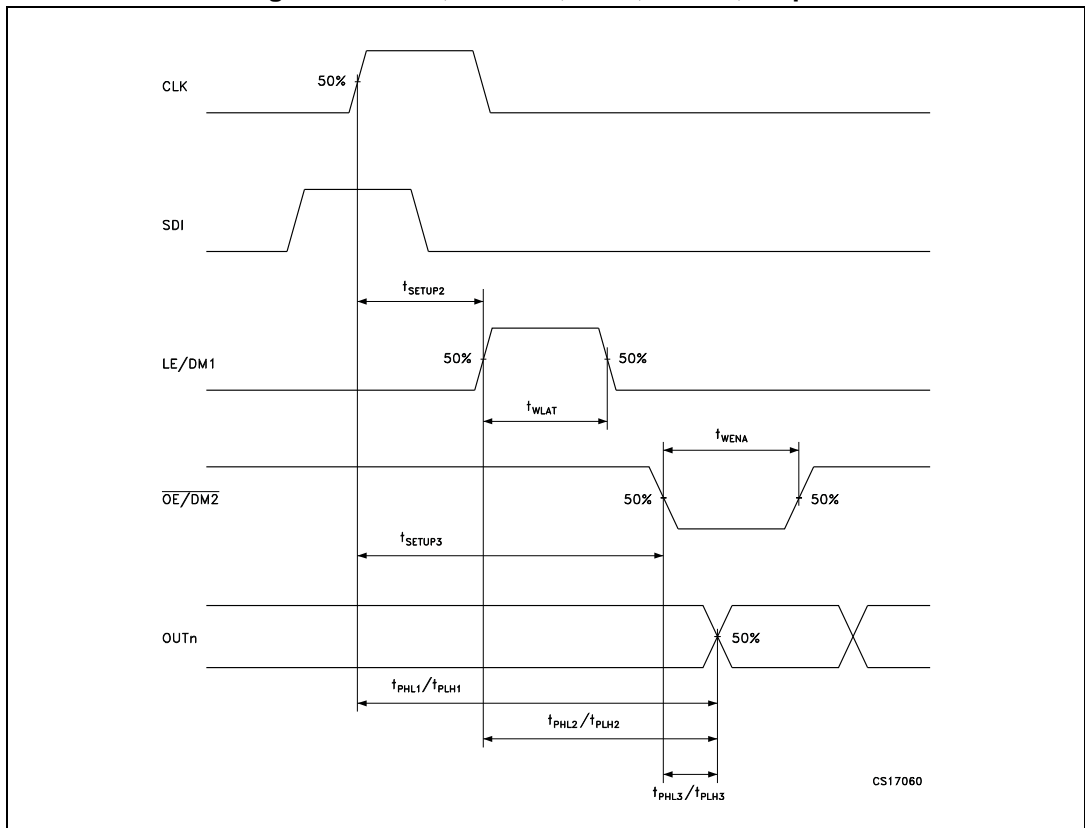 CLK
50%
SDI
tSETUP2
LE/DM1
50%
50%
tWLAT
tWENA
OE/DM2
50%
50%
tSETUP3
OUTn
50%
tPHL1/tPLH1
tPHL2/tPLH2
tPHL3/tPLH3
CS17060